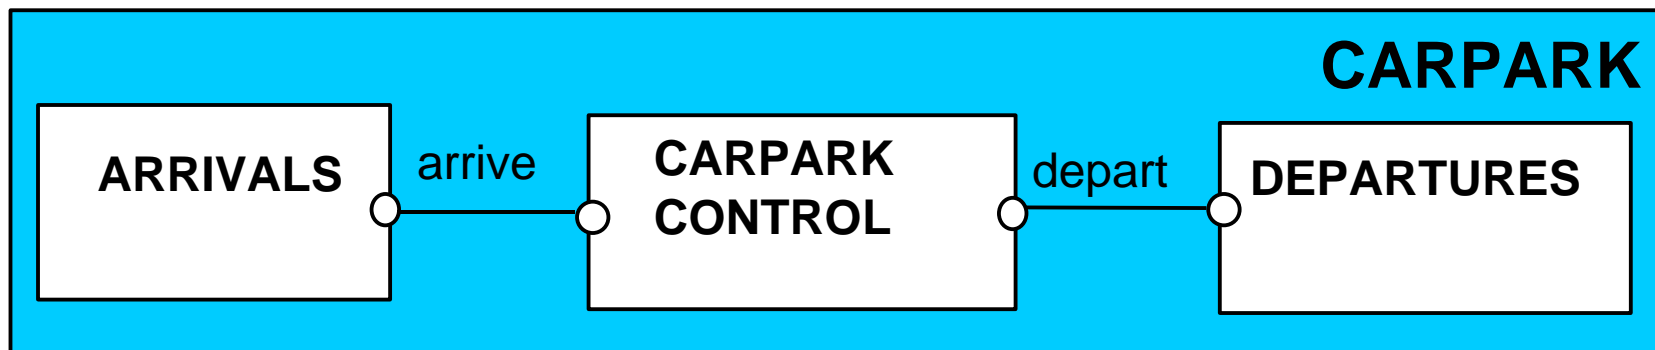 CARPARK
ARRIVALS
arrive
CARPARK
CONTROL
depart
DEPARTURES